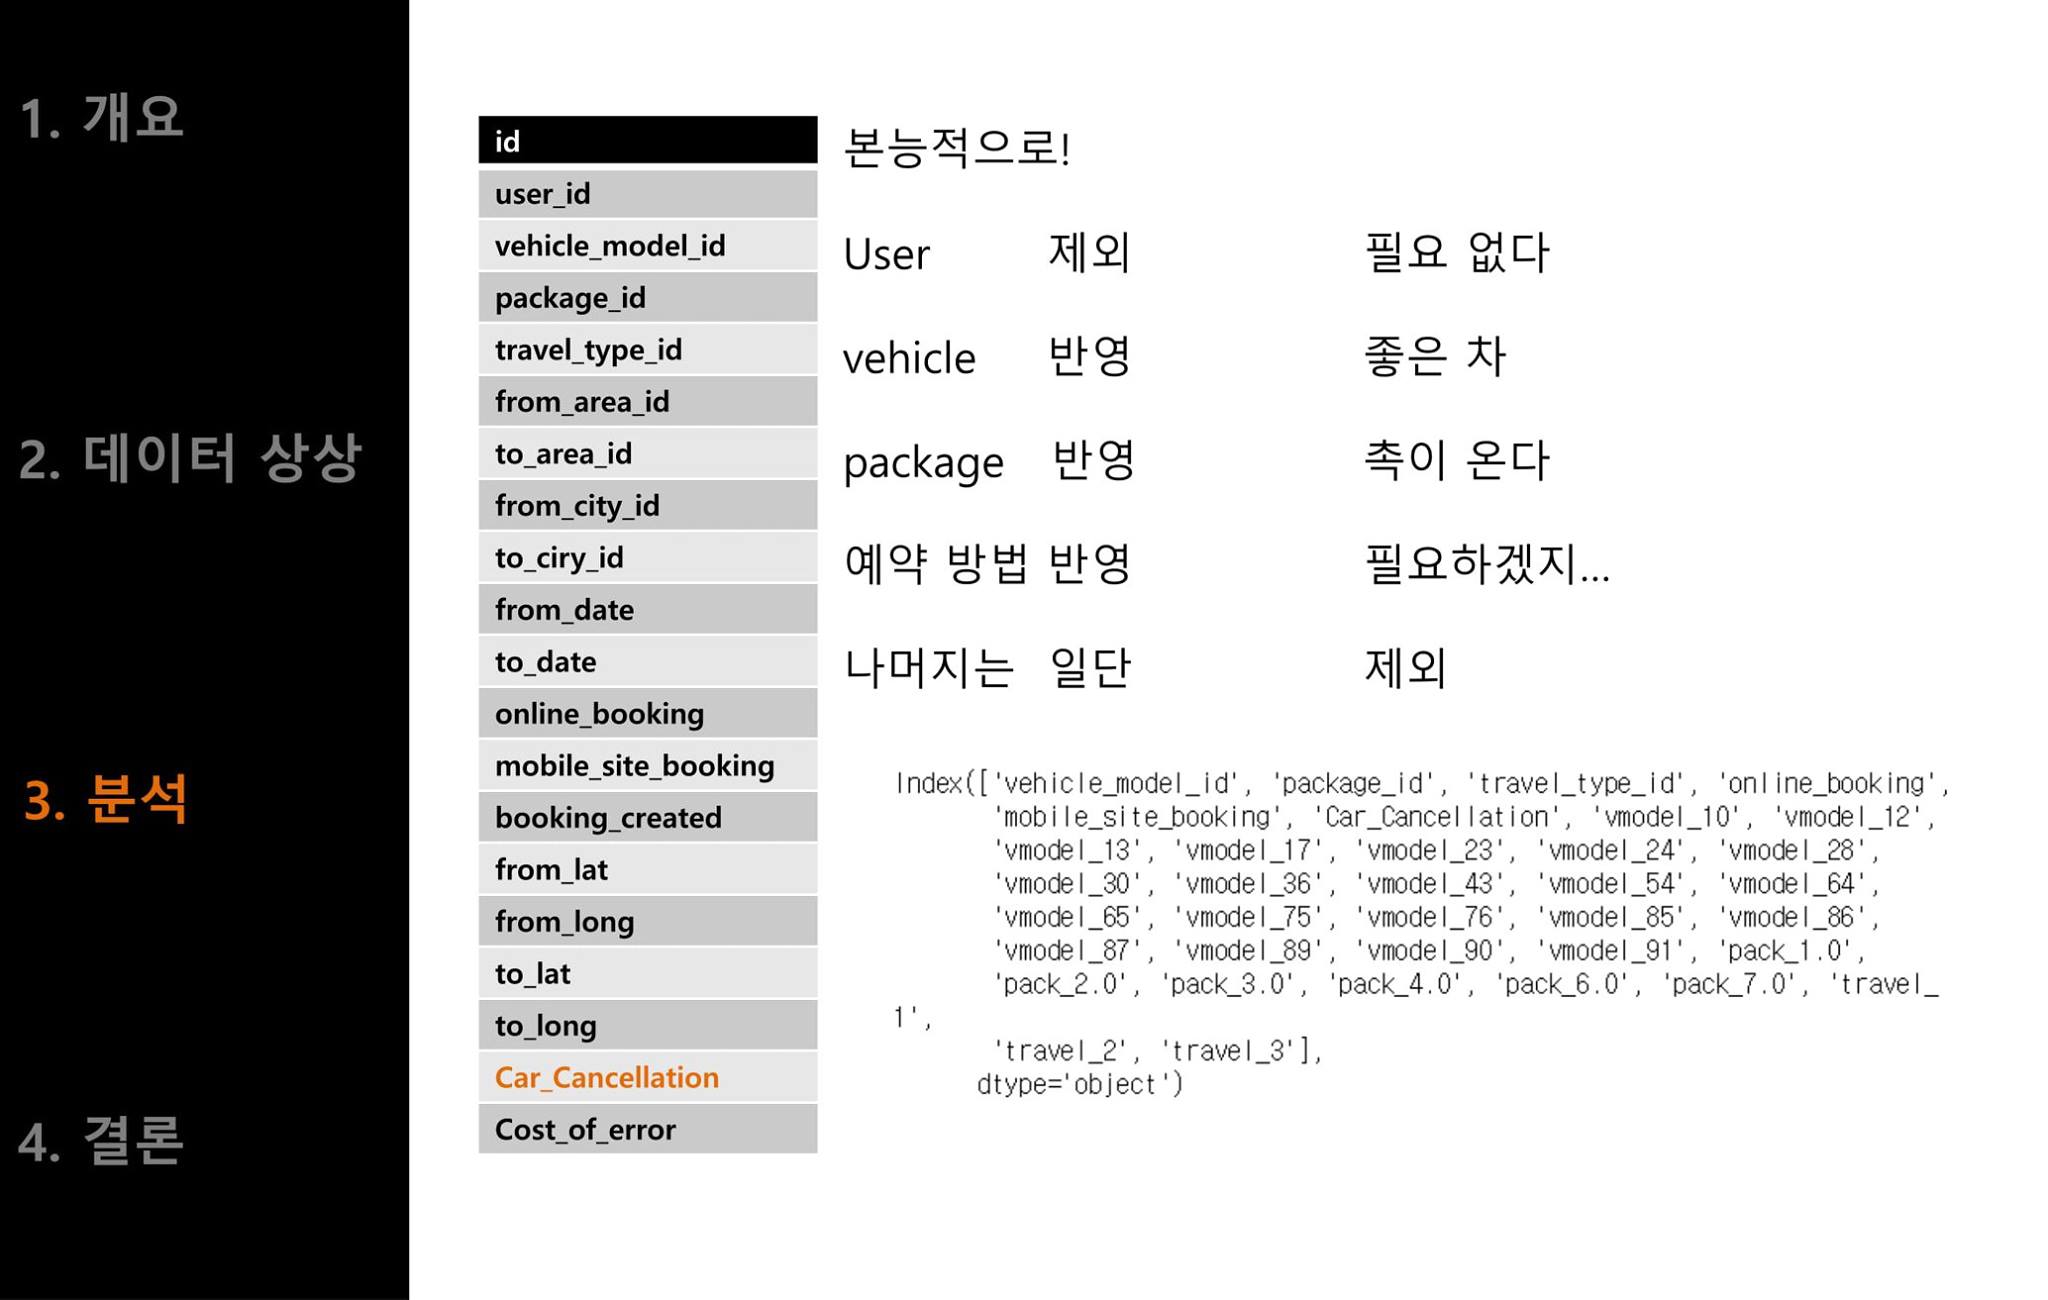 1. 개요
2. 데이터 상상
3. 분석
4. 결론
id
user_id
vehicle_model_id
package_id
travel_type_id
from_area_id
to_area_id
from_city_id
to_ciry_id
from_date
to_date
online_booking
mobile_site_booking
booking_created
from_lat
from_long
to_lat
to_long
Car_Cancellation
Cost_of_error
본능적으로!
User 제외 필요 없다
vehicle 반영 좋은 차
package 반영 촉이 온다
예약 방법 반영 필요하겠지...
나머지는 일단 제외
Index(['vehicle_model_id', 'package_id', 'travel_type_id', 'online_booking',
'mobile_site_booking', 'Car_Cancellation', 'vmodel_10', 'vmodel_12',
'vmodel_13', 'vmodel_17', 'vmodel_23', 'vmodel_24', 'vmodel_28',
'vmodel_30', 'vmodel_36', 'vmodel_43', 'vmodel_54', 'vmodel_64',
'vmodel_65', 'vmodel_75', 'vmodel_76', 'vmodel_85', 'vmodel_86',
'vmodel_87', 'vmodel_89', 'vmodel_90', 'vmodel_91', 'pack_1.0',
'pack_2.0', 'pack_3.0', 'pack_4.0', 'pack_6.0', 'pack_7.0', 'travel_
1',
'travel_2', 'travel_3'],
dtype='object')